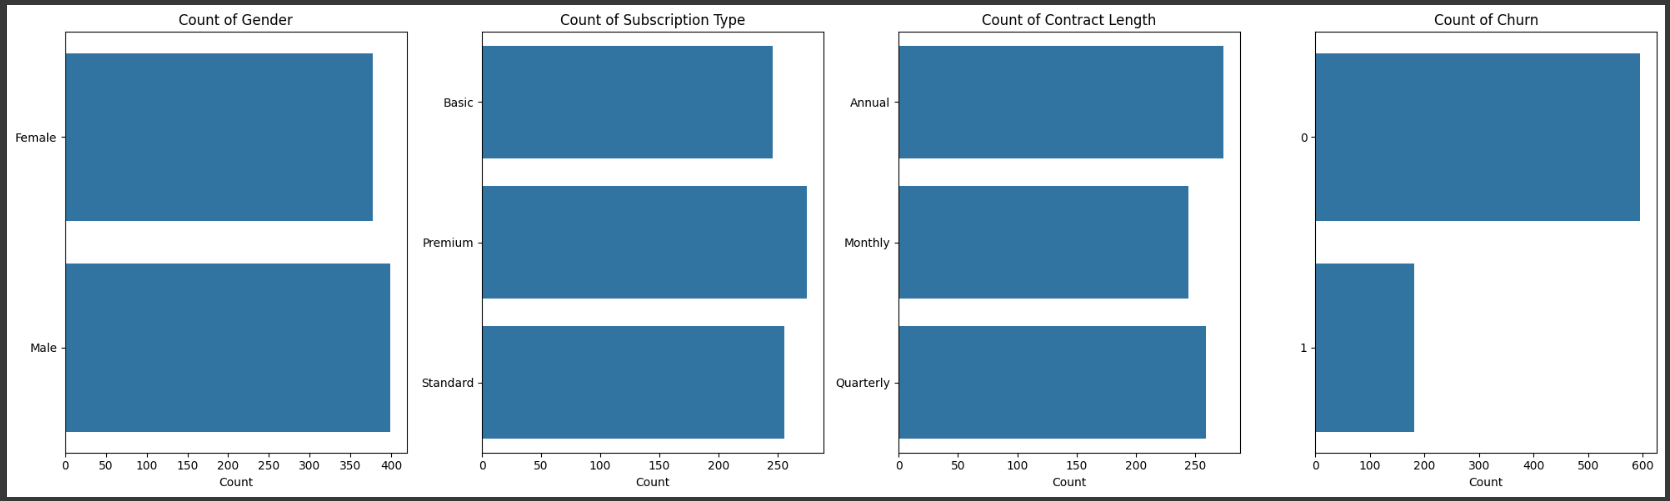 Count of Gender
Female
Male
0 50 100 150 200 250 300 350 400
Count
Count of Subscription Type
Basic
Premium
Standard
0 50 100 150 200 250
Count
Count of Contract Length
Annual
Monthly
Quarterly
0 50 100 150 200 250
Count
Count of Churn
0
1
0 100 200 300 400 500 600
Count